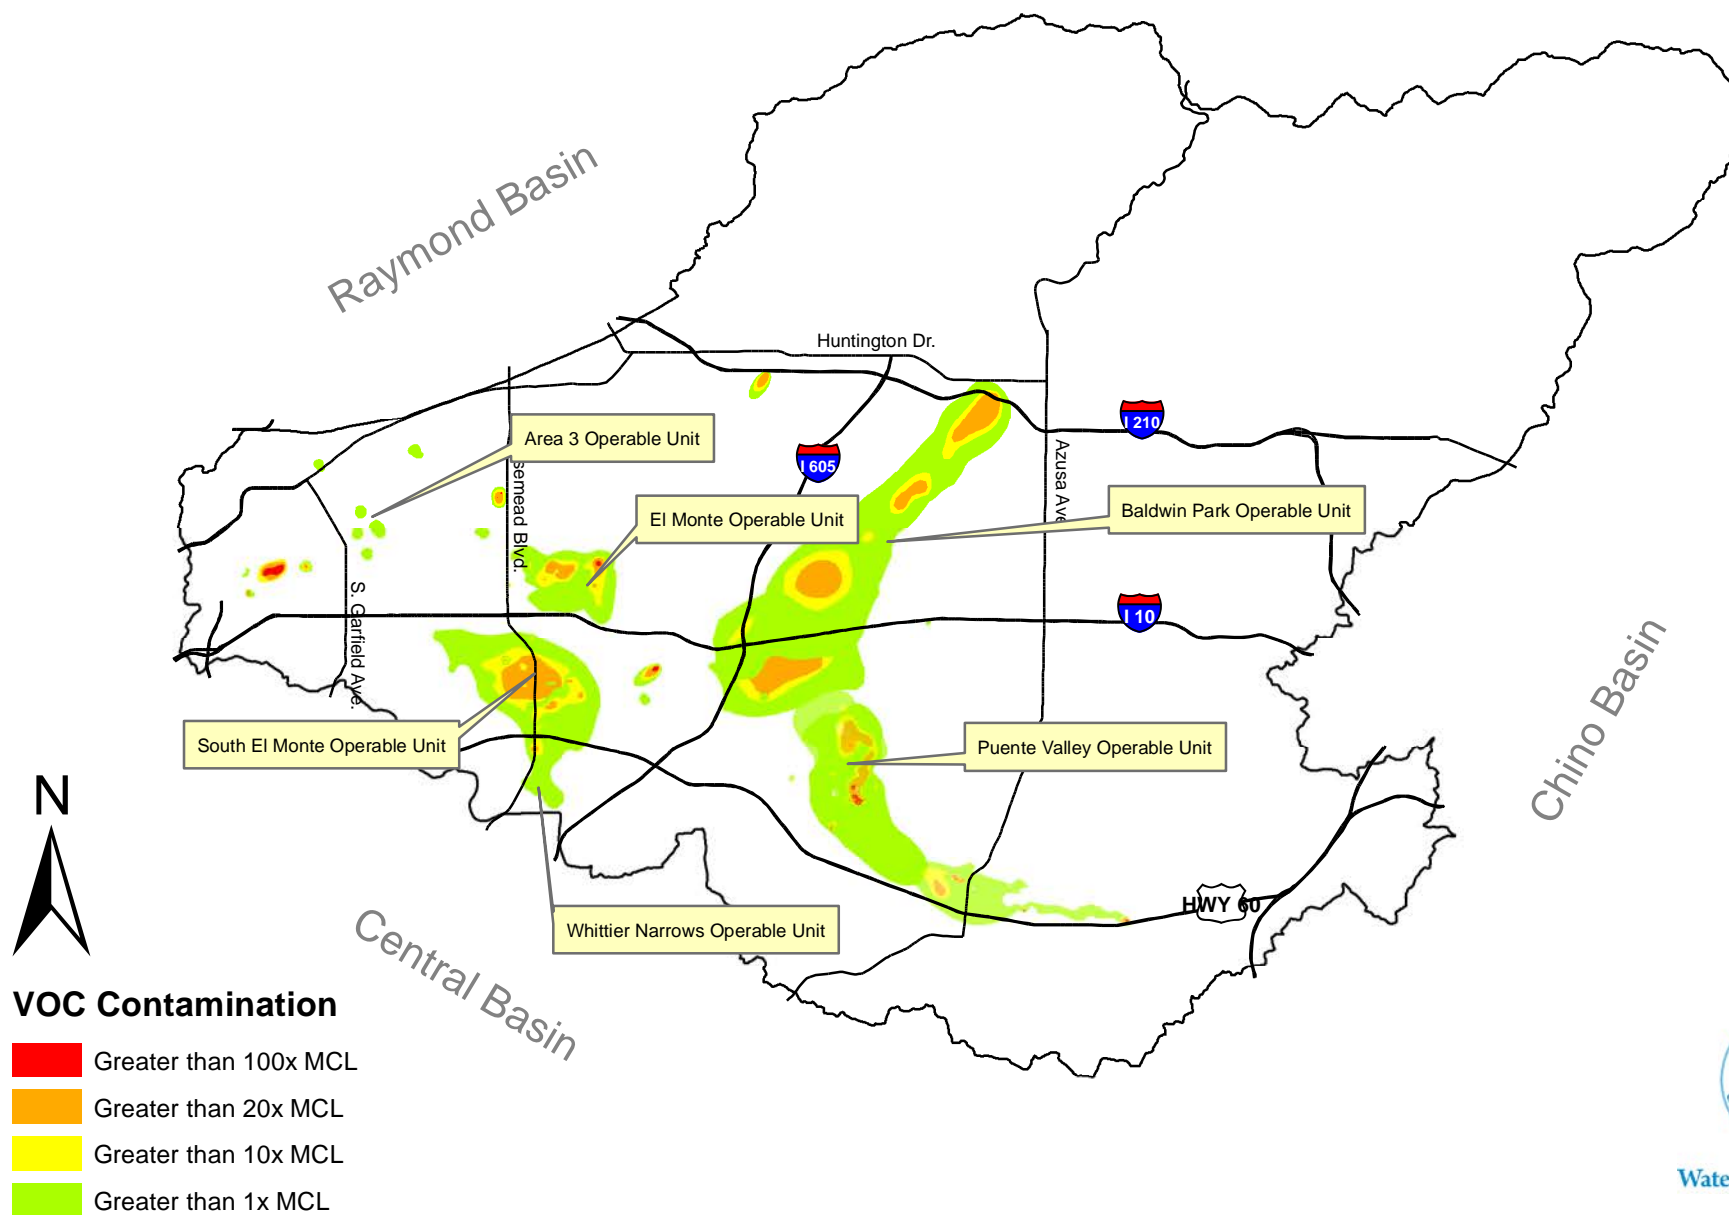 Raymond Basin
Huntington Dr.
Area 3 Operable Unit
I 210
I 605
Azusa Ave
El Monte Operable Unit
Baldwin Park Operable Unit
Blvd.
S. Garfield Ave.
I 10
South El Monte Operable Unit
Puente Valley Operable Unit
Chino Basin
N
HWY 60
Whittier Narrows Operable Unit
Central Basin
VOC Contamination
Greater than 100x MCL
Greater than 20x MCL
Greater than 10x MCL
Greater than 1x MCL